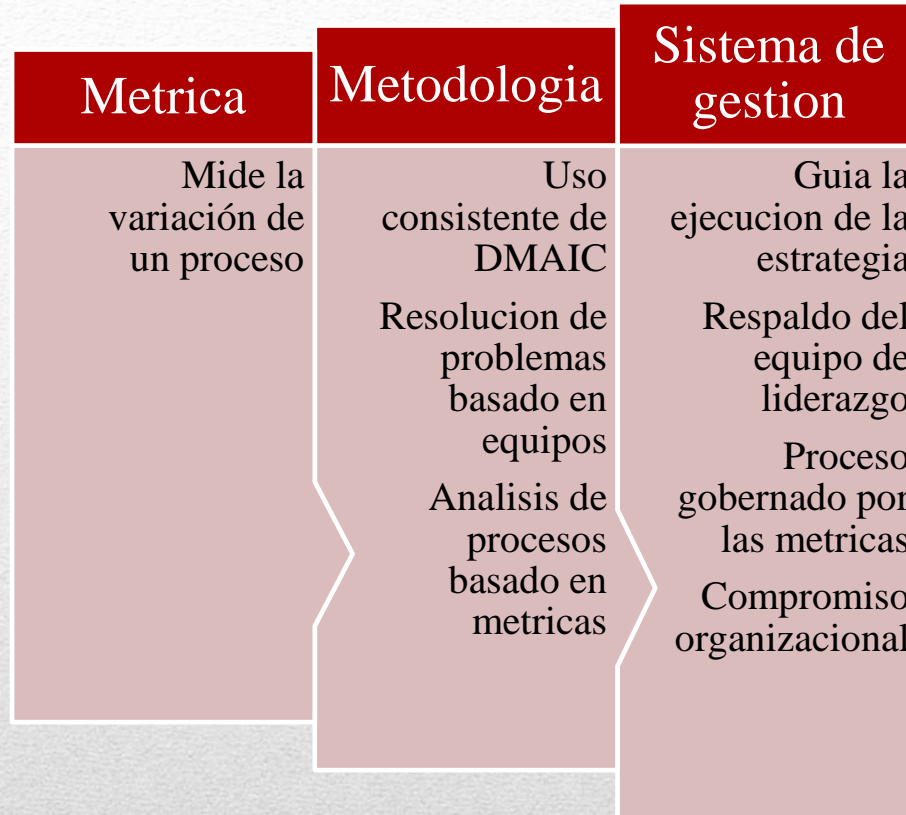 Metrica
Mide la
variación de
un proceso
Metodologia
Uso
consistente de
DMAIC
Resolucion de
problemas
basado en
equipos
Analisis de
procesos
basado en
metricas
Sistema de
gestion
Guia la
ejecucion de la
estrategia
Respaldo del
equipo de
liderazgo
Proceso
gobernado por
las metricas
Compromiso
organizacional